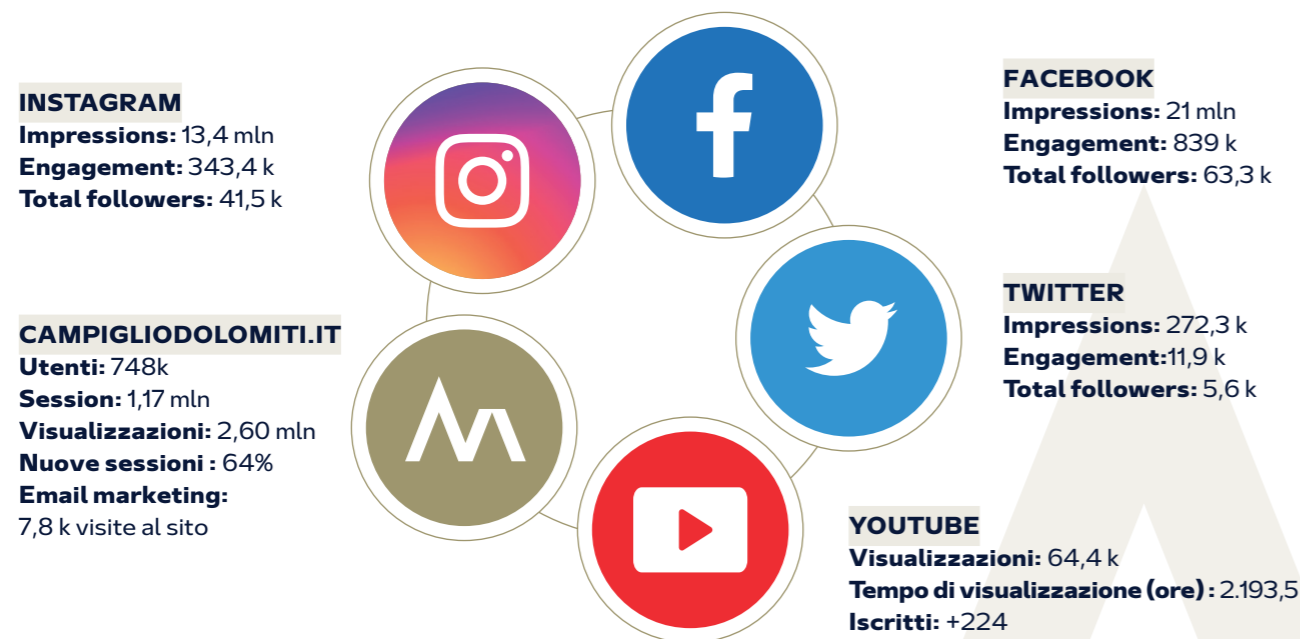 INSTAGRAM
Impressions: 13,4 mln
Engagement: 343,4 k
Total followers: 41,5 k
FACEBOOK
Impressions: 21 mln
Engagement: 839 k
Total followers: 63,3 k
CAMPIGLIODOLOMITI.IT
Utenti: 748k
Session: 1,17 mln
Visualizzazioni: 2,60 mln
Nuove sessioni : 64%
Email marketing:
7,8 k visite al sito
TWITTER
Impressions: 272,3 k
Engagement:11,9 k
Total followers: 5,6 k
YOUTUBE
Visualizzazioni: 64,4 k
Tempo di visualizzazione (ore) : 2.193,5
Iscritti: +224